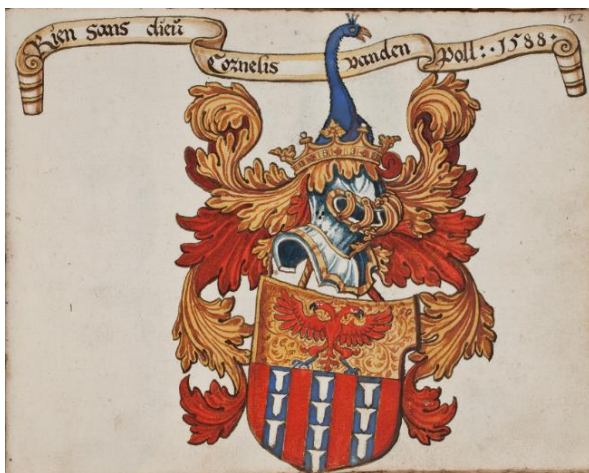 152
Rien sans dieu
Cornelis vanden Poll: · 1588 ·